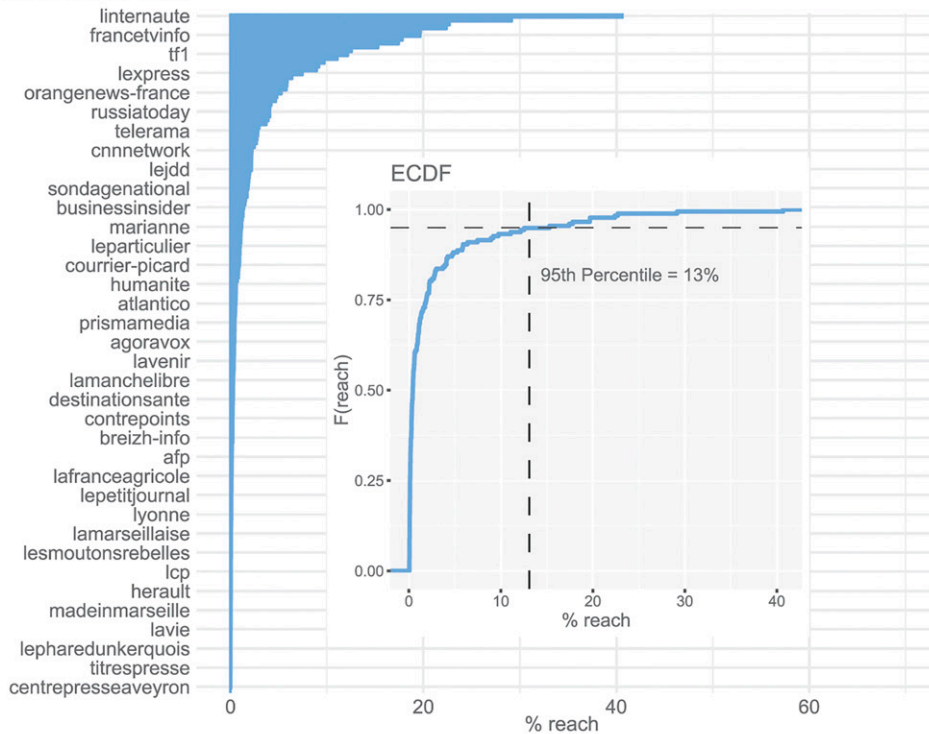 linternaute
francetvinfo
tf1
lexpress
orangenews-france
russiatoday
telerama
cnnnetwork
lejdd
sondagenational
businessinsider
marianne
leparticulier
courrier-picard
humanite
atlantico
prismamedia
agoravox
lavenir
lamanchelibre
destinationsante
contrepoints
breizh-info
afp
lafranceagricole
lepetitjournal
lyonne
lamarseillaise
lesmoutonsrebelles
lcp
herault
madeinmarseille
lavie
lepharedunkerquois
titrespresse
centrepresseaveyron
0 20 40 60
% reach
ECDF
1.00
0.75
0.50
0.25
0.00
F(reach)
95th Percentile = 13%
0 10 20 30 40
% reach